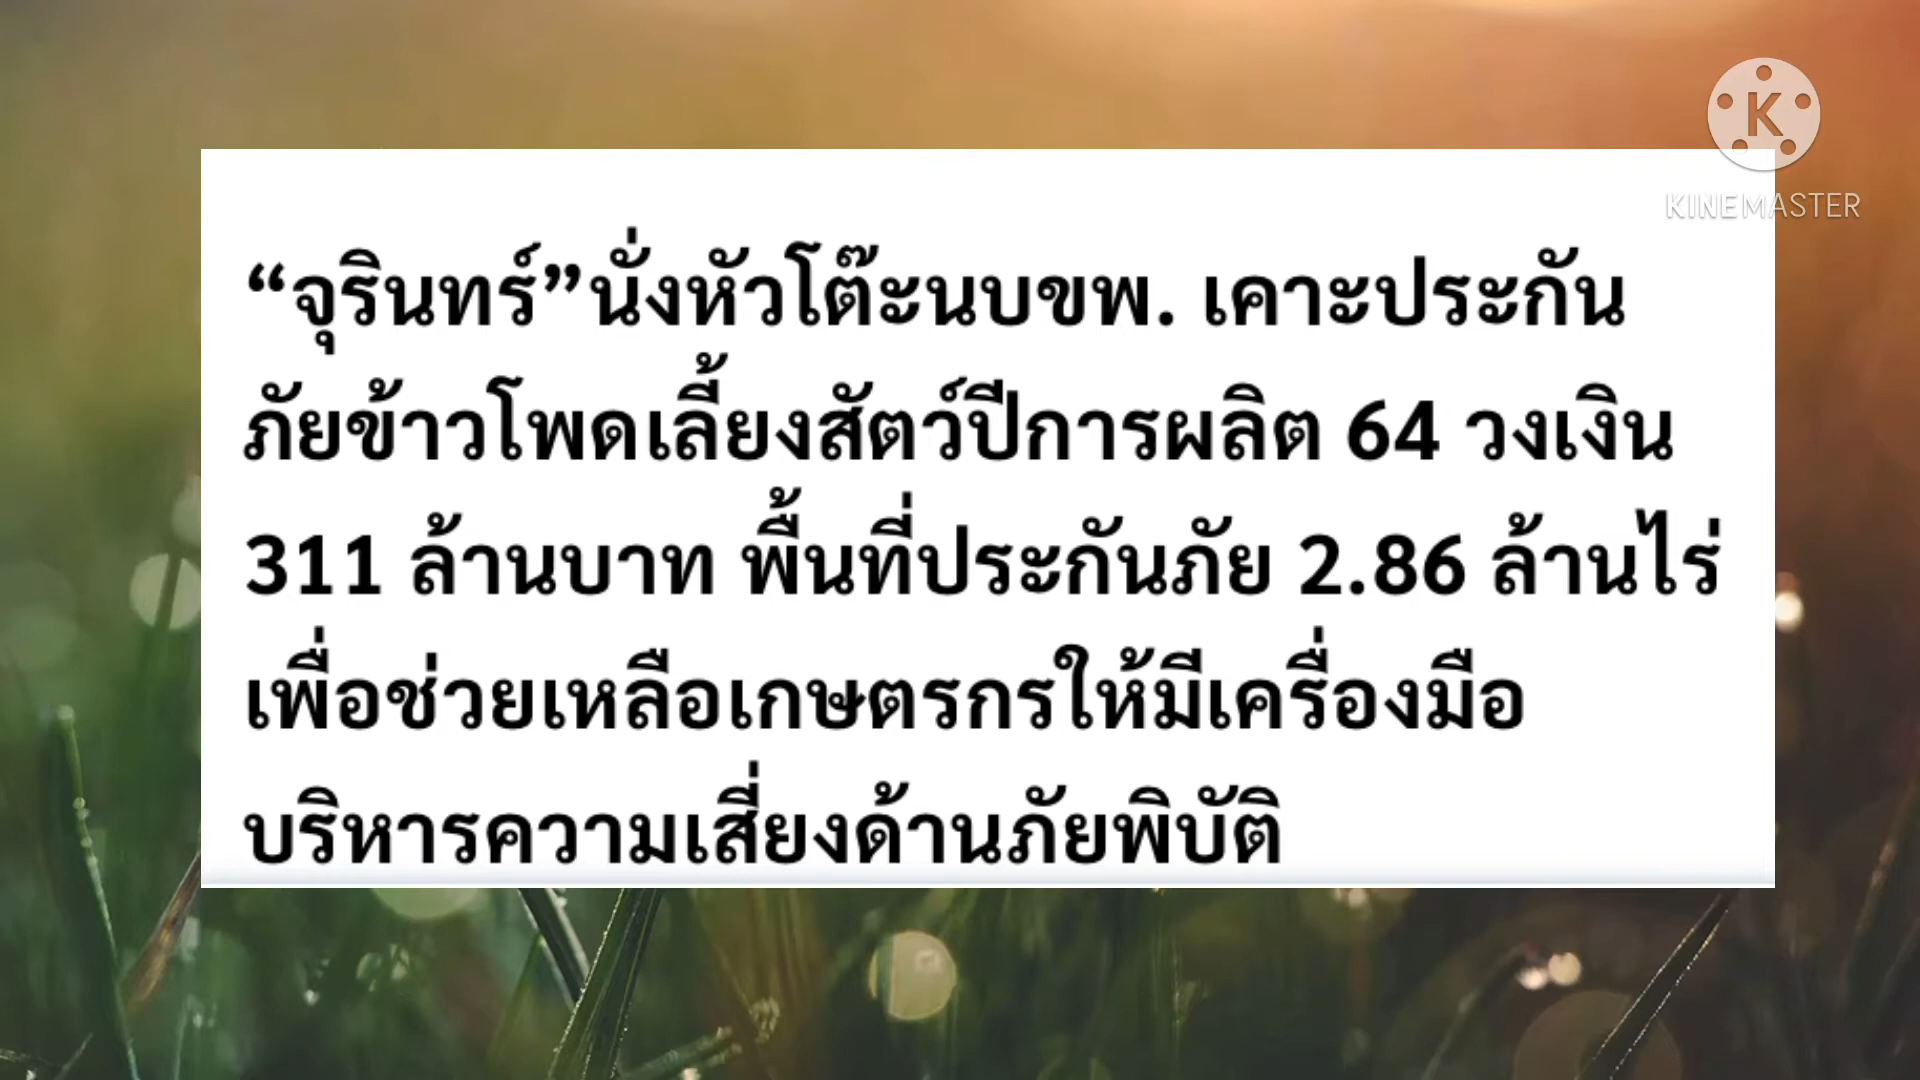 K
KINEMASTER
“จุรินทร์”นั่งหัวโต๊ะนบขพ. เคาะประกัน
ภัยข้าวโพดเลี้ยงสัตว์ปีการผลิต 64 วงเงิน
311 ล้านบาท พื้นที่ประกันภัย 2.86 ล้านไร่
เพื่อช่วยเหลือเกษตรกรให้มีเครื่องมือ
บริหารความเสี่ยงด้านภัยพิบัติ